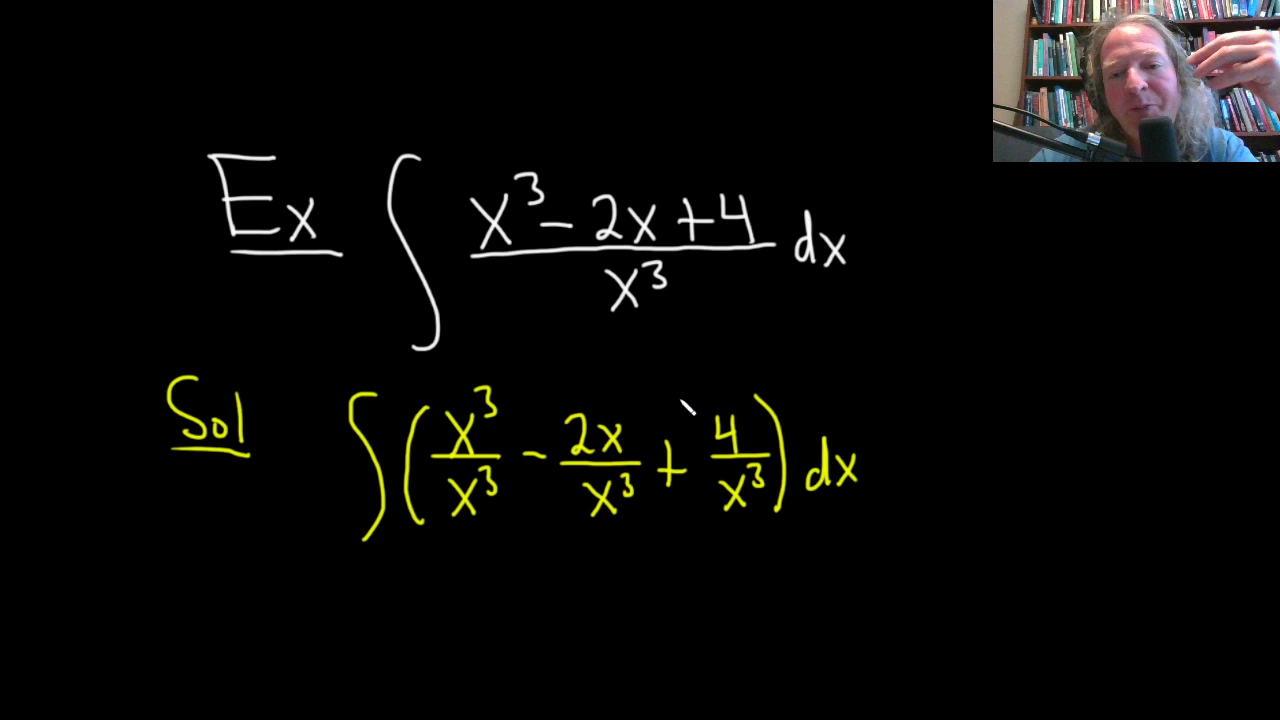 Ex ∫ (x³ - 2x + 4)/x³ dx
Sol ∫ (x³/x³ - 2x/x³ + 4/x³) dx